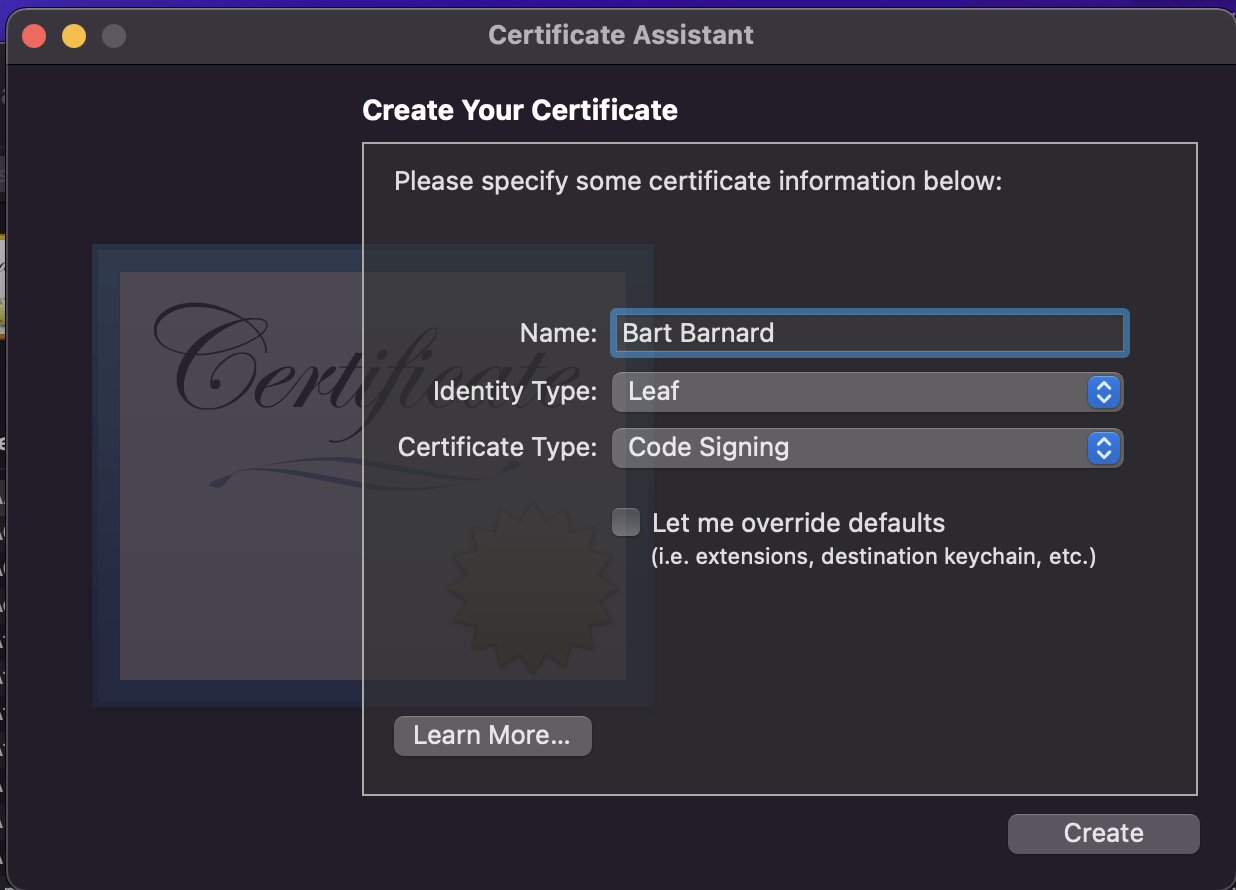 Certificate Assistant
Create Your Certificate
Please specify some certificate information below:
Certificate
Name: Bart Barnard
Identity Type: Leaf
Certificate Type: Code Signing
Let me override defaults
(i.e. extensions, destination keychain, etc.)
Learn More...
Create